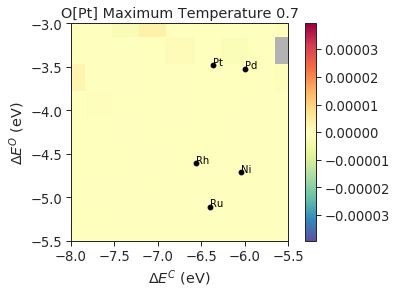 O[Pt] Maximum Temperature 0.7
−3.0
−3.5
−4.0
−4.5
−5.0
−5.5
ΔE^O (eV)
Pt
Pd
Rh
Ni
Ru
−8.0 −7.5 −7.0 −6.5 −6.0 −5.5
ΔE^C (eV)
0.00003
0.00002
0.00001
0.00000
−0.00001
−0.00002
−0.00003